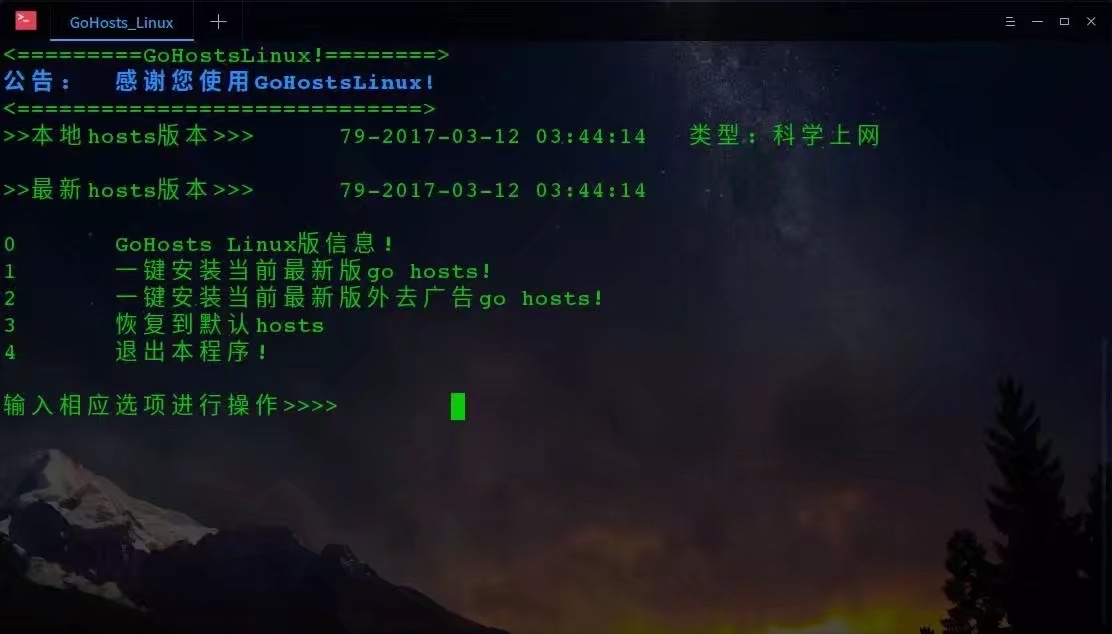 GoHosts_Linux
<=========GoHostsLinux!========>
公告： 感谢您使用GoHostsLinux!
<=============================>
>>本地hosts版本>>> 79-2017-03-12 03:44:14 类型：科学上网
>>最新hosts版本>>> 79-2017-03-12 03:44:14
0 GoHosts Linux版信息！
1 一键安装当前最新版go hosts!
2 一键安装当前最新版外去广告go hosts!
3 恢复到默认hosts
4 退出本程序！
输入相应选项进行操作>>>>